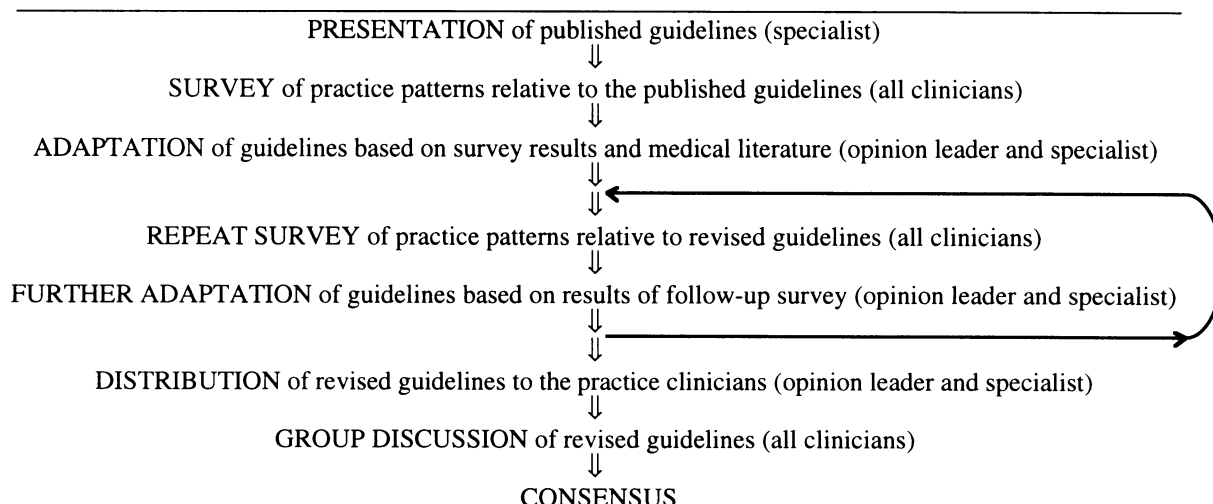 PRESENTATION of published guidelines (specialist)
SURVEY of practice patterns relative to the published guidelines (all clinicians)
ADAPTATION of guidelines based on survey results and medical literature (opinion leader and specialist)
REPEAT SURVEY of practice patterns relative to revised guidelines (all clinicians)
FURTHER ADAPTATION of guidelines based on results of follow-up survey (opinion leader and specialist)
DISTRIBUTION of revised guidelines to the practice clinicians (opinion leader and specialist)
GROUP DISCUSSION of revised guidelines (all clinicians)
CONSENSUS